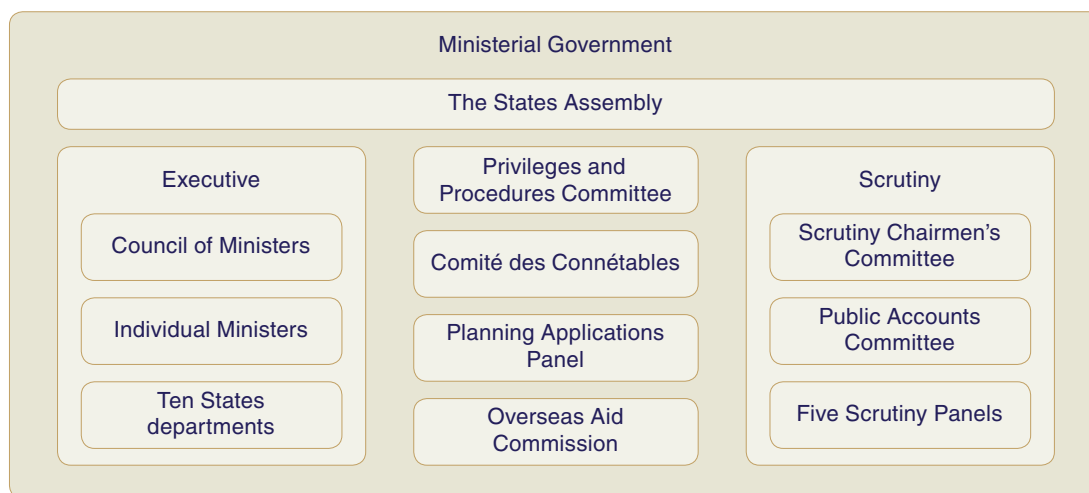 Ministerial Government
The States Assembly
Executive
Council of Ministers
Individual Ministers
Ten States
departments
Privileges and
Procedures Committee
Comité des Connétables
Planning Applications
Panel
Overseas Aid
Commission
Scrutiny
Scrutiny Chairmen’s
Committee
Public Accounts
Committee
Five Scrutiny Panels